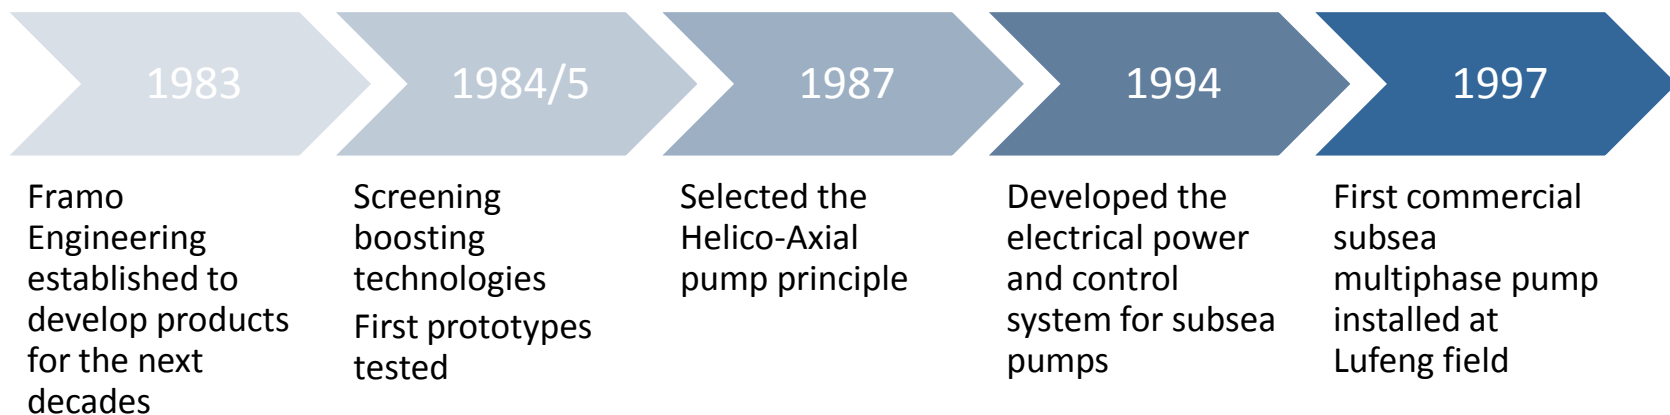 1983
Framo
Engineering
established to
develop products
for the next
decades
1984/5
Screening
boosting
technologies
First prototypes
tested
1987
Selected the
Helico-Axial
pump principle
1994
Developed the
electrical power
and control
system for subsea
pumps
1997
First commercial
subsea
multiphase pump
installed at
Lufeng field